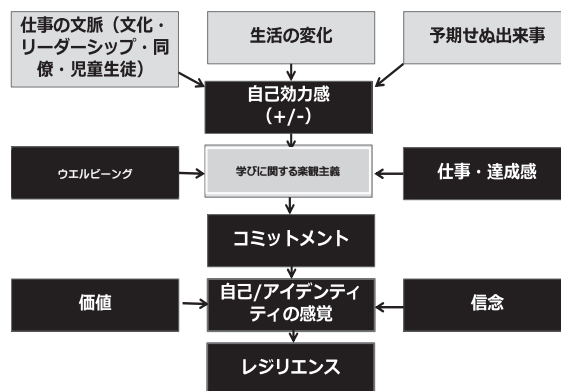 仕事の文脈（文化・
リーダーシップ・同
僚・児童生徒）
生活の変化
予期せぬ出来事
自己効力感
（+/-）
ウエルビーング
学びに関する楽観主義
仕事・達成感
コミットメント
価値
自己/アイデンティ
ティの感覚
信念
レジリエンス